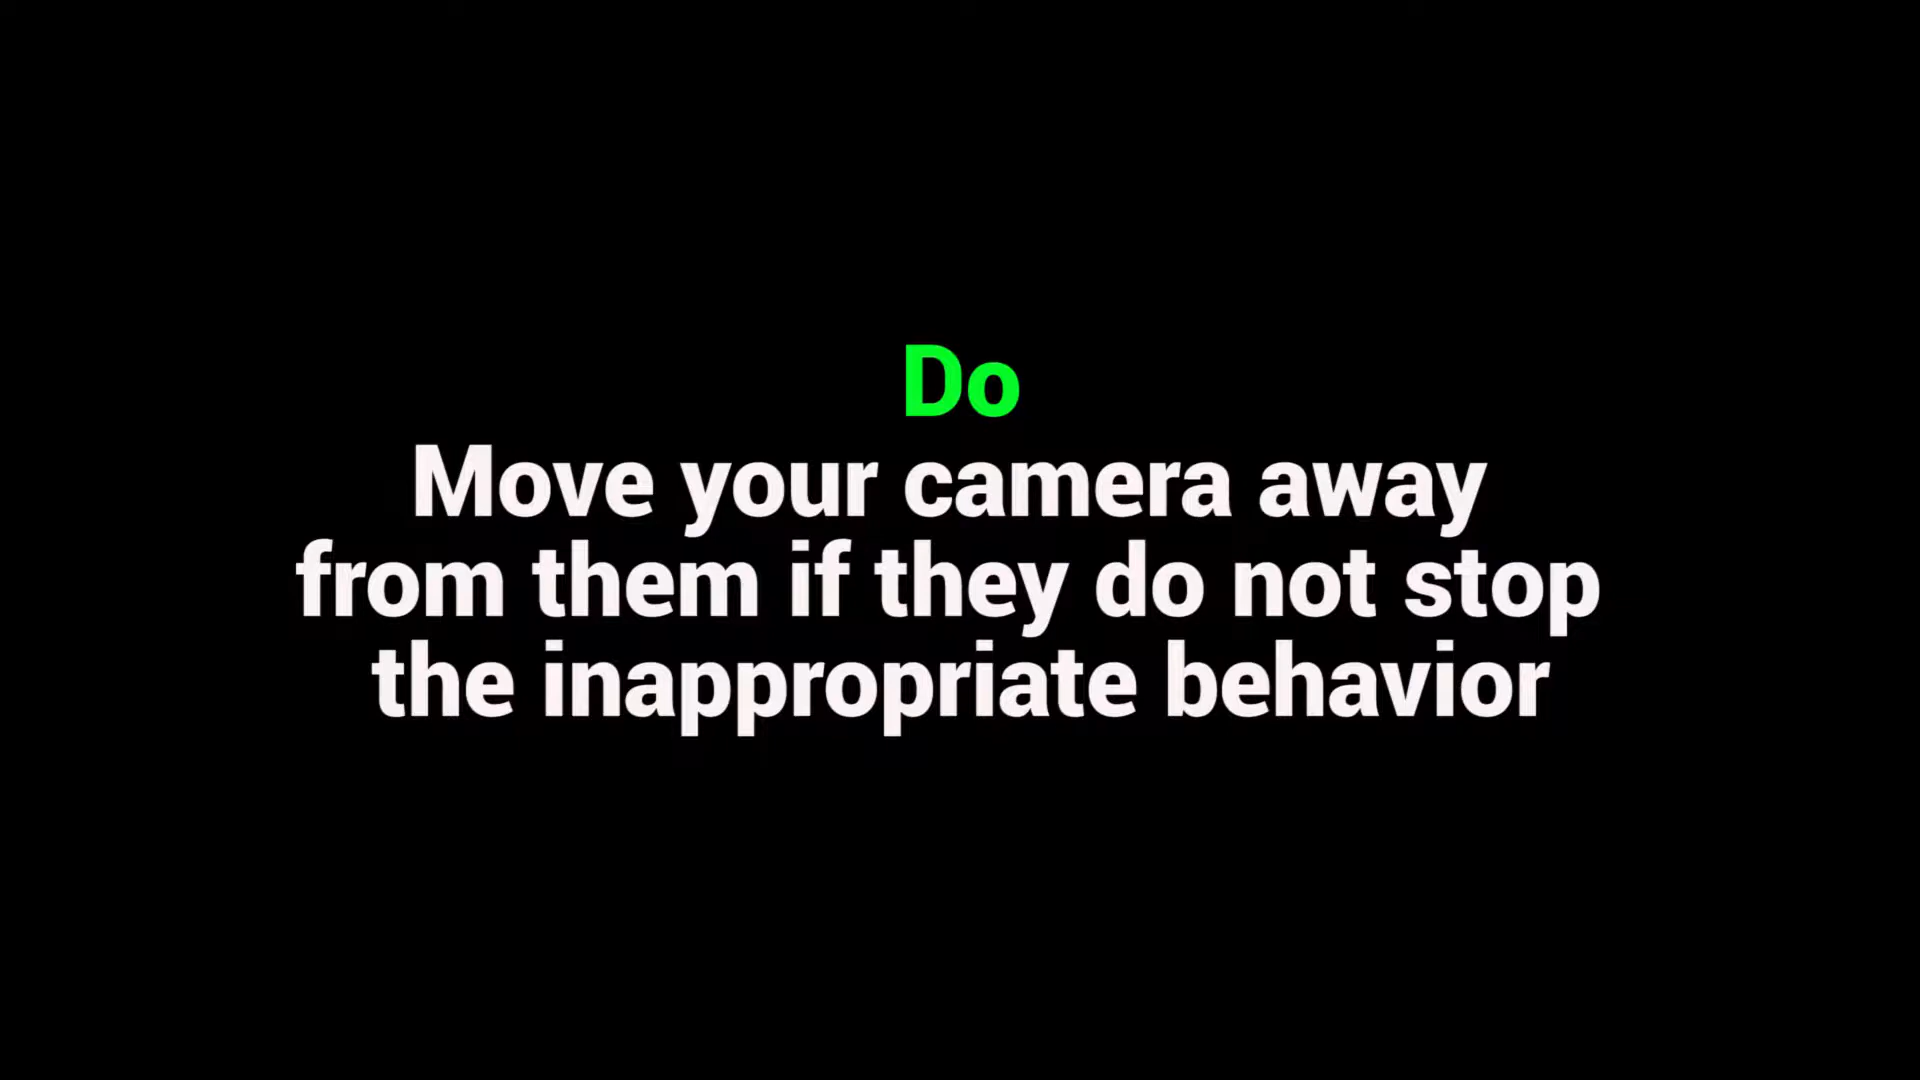 Do
Move your camera away
from them if they do not stop
the inappropriate behavior